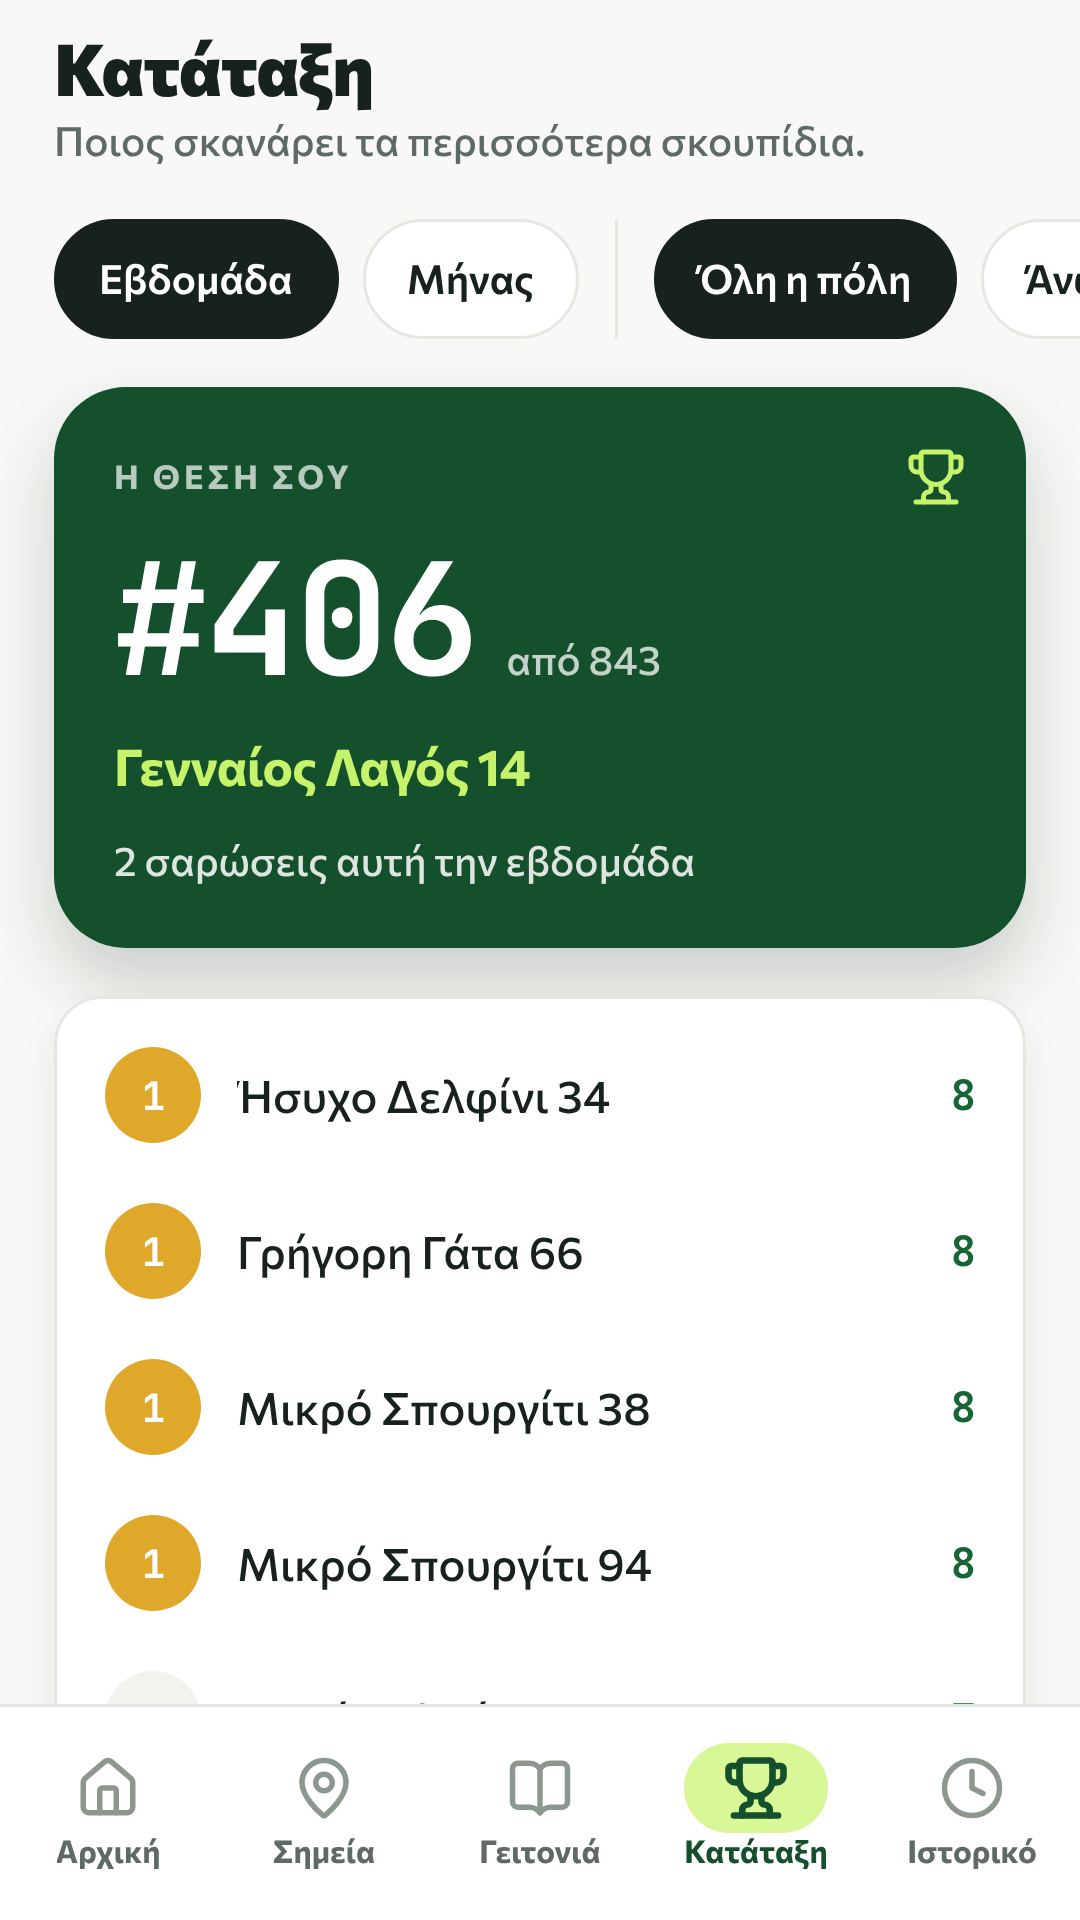 Κατάταξη
Ποιος σκανάρει τα περισσότερα σκουπίδια.
Εβδομάδα Μήνας Όλη η πόλη
Η ΘΕΣΗ ΣΟΥ
#406 από 843
Γενναίος Λαγός 14
2 σαρώσεις αυτή την εβδομάδα
1 Ήσυχο Δελφίνι 34 8
1 Γρήγορη Γάτα 66 8
1 Μικρό Σπουργίτι 38 8
1 Μικρό Σπουργίτι 94 8
Αρχική Σημεία Γειτονιά Κατάταξη Ιστορικό